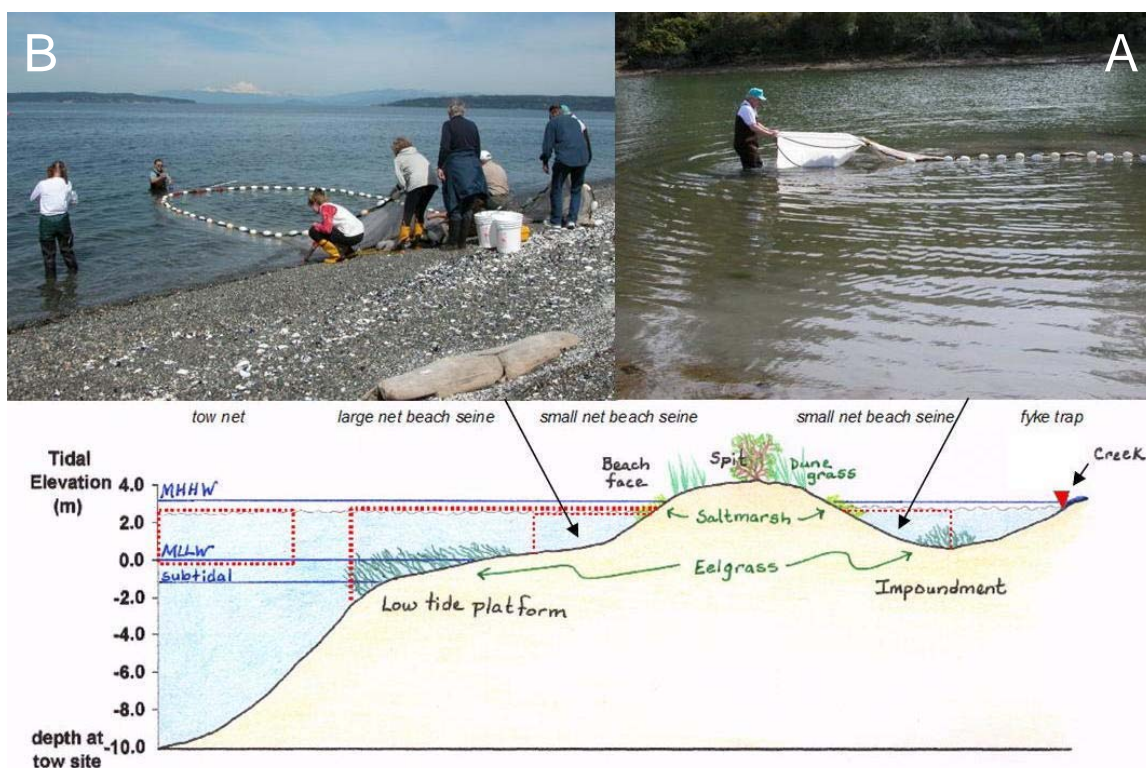 B
A
tow net
large net beach seine
small net beach seine
small net beach seine
fyke trap
Tidal
Elevation
(m)
4.0
2.0
0.0
-2.0
-4.0
-6.0
-8.0
-10.0
depth at
tow site
MHHW
MLLW
subtidal
Beach
face
Spit
Dune
grass
Creek
Saltmarsh
Eelgrass
Low tide platform
Impoundment